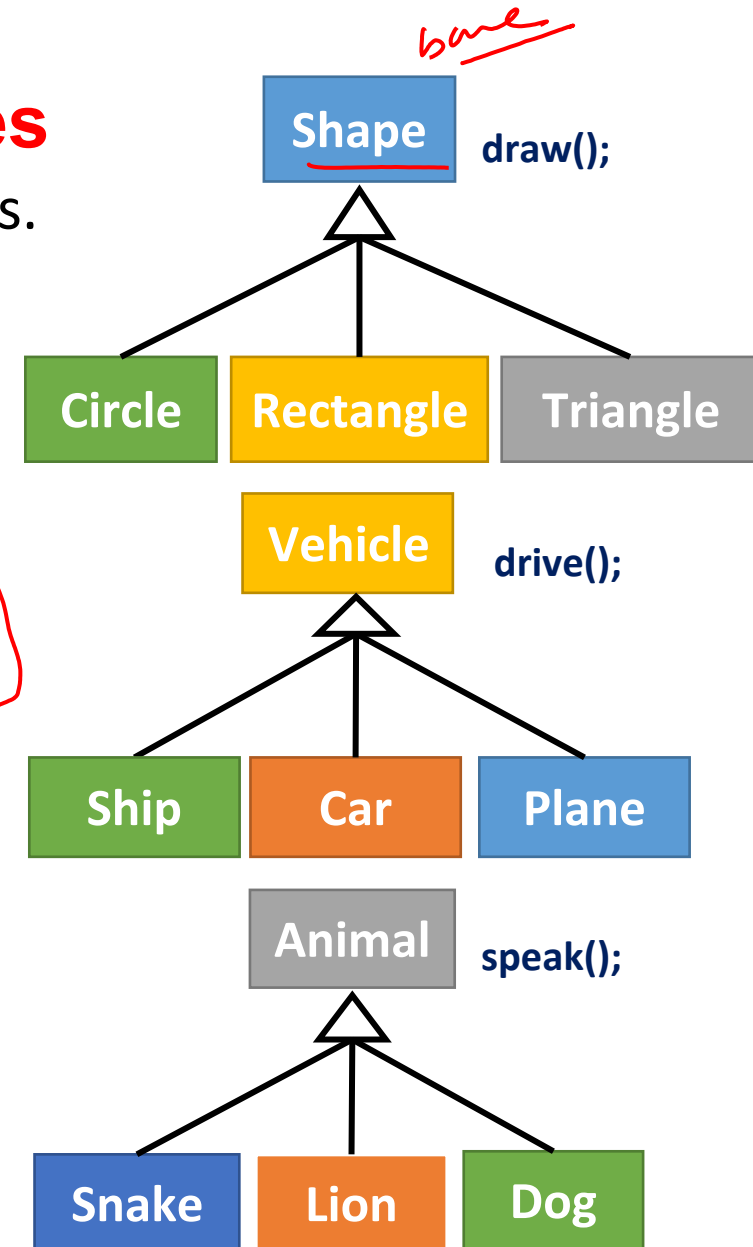 base
es
Shape draw();
s.
Circle Rectangle Triangle
Vehicle drive();
Ship Car Plane
Animal speak();
Snake Lion Dog